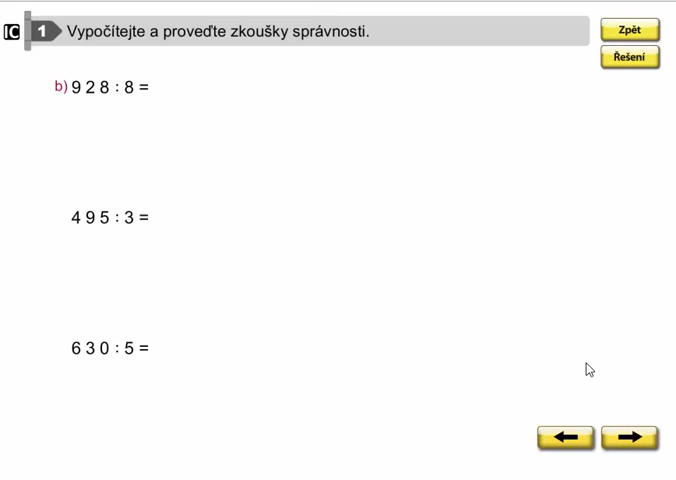 IC 1 Vypočítejte a proveďte zkoušky správnosti.
Zpět
Řešení
b) 9 2 8 : 8 =
4 9 5 : 3 =
6 3 0 : 5 =